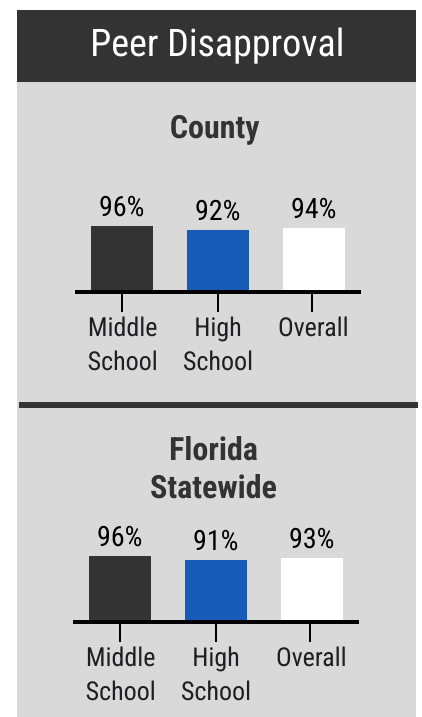 Peer Disapproval
County
96% 92% 94%
Middle School High School Overall
Florida
Statewide
96% 91% 93%
Middle School High School Overall